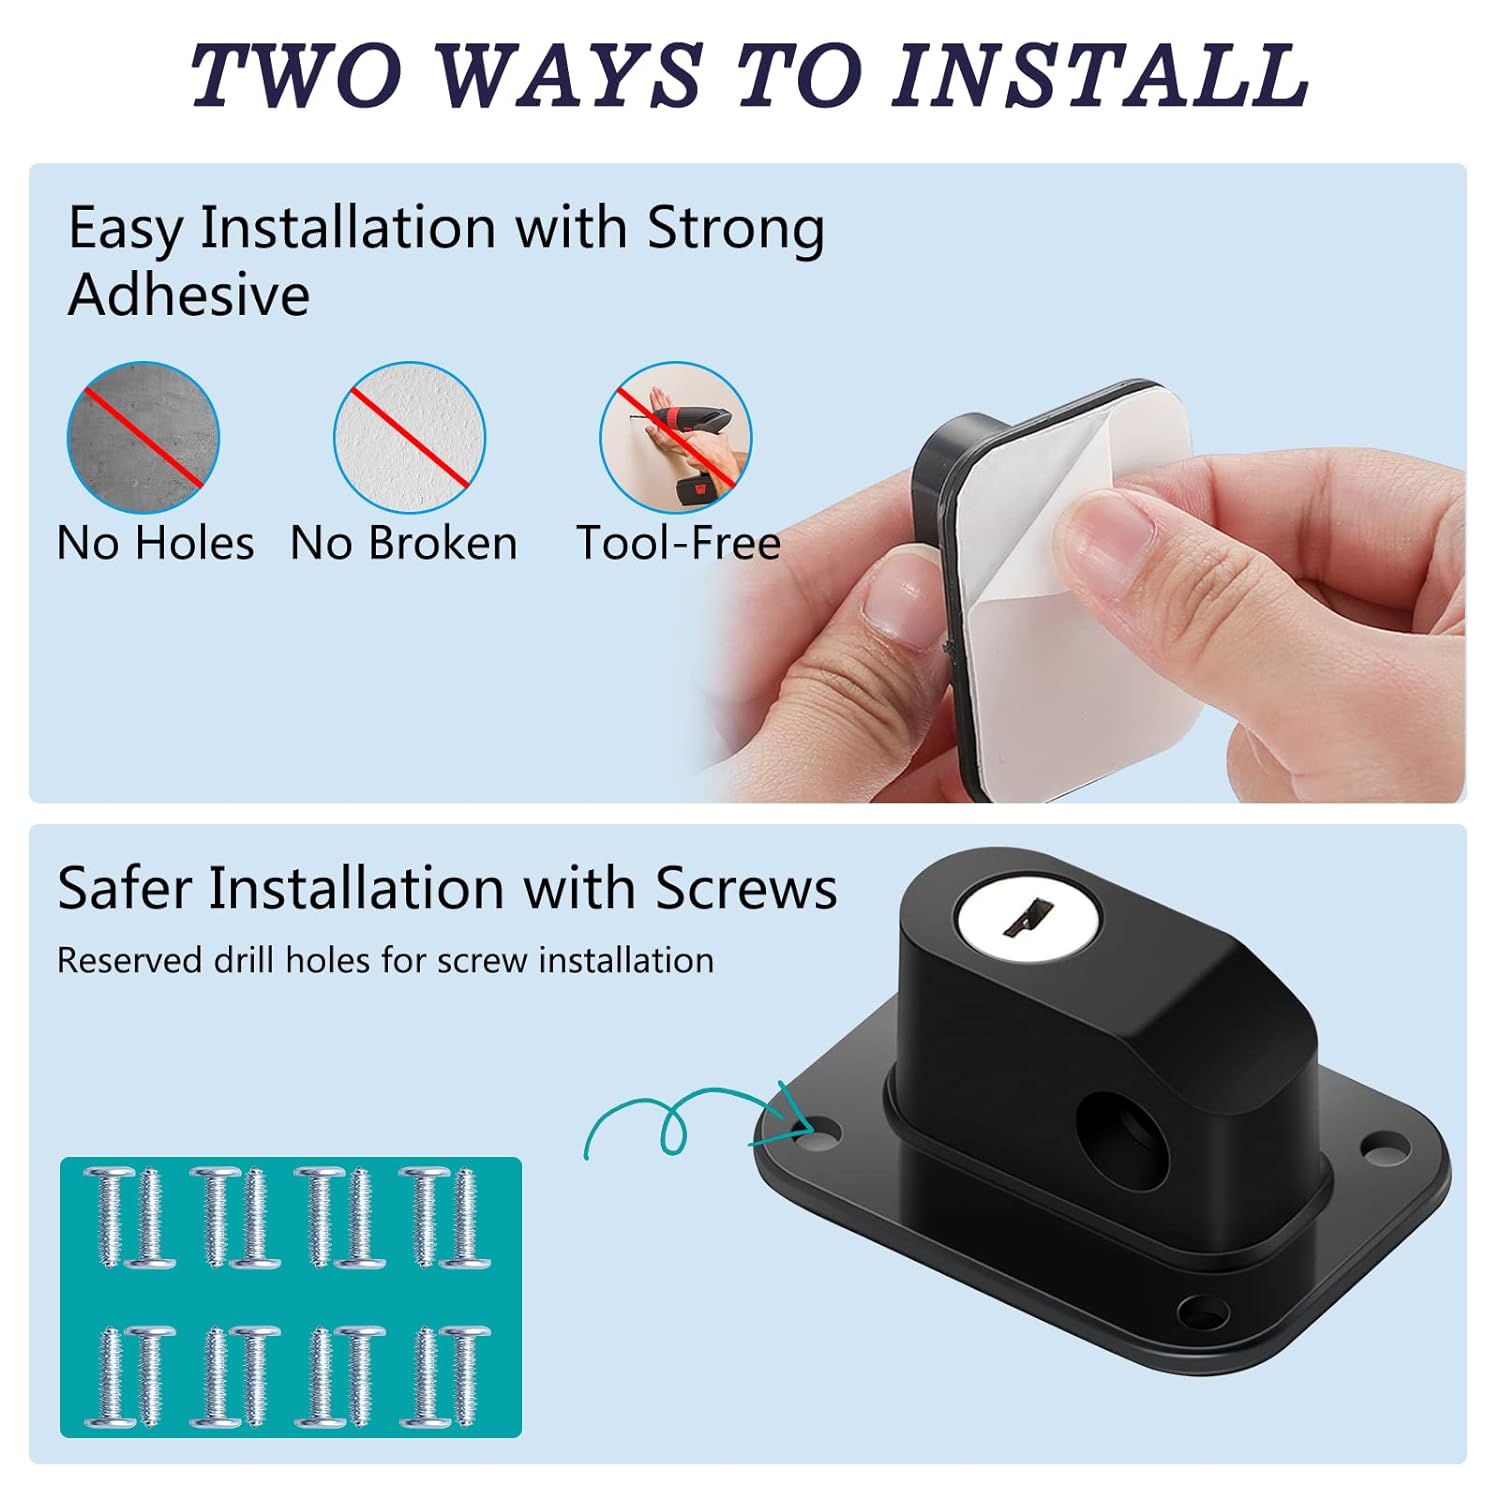 TWO WAYS TO INSTALL
Easy Installation with Strong
Adhesive
No Holes
No Broken
Tool-Free
Safer Installation with Screws
Reserved drill holes for screw installation